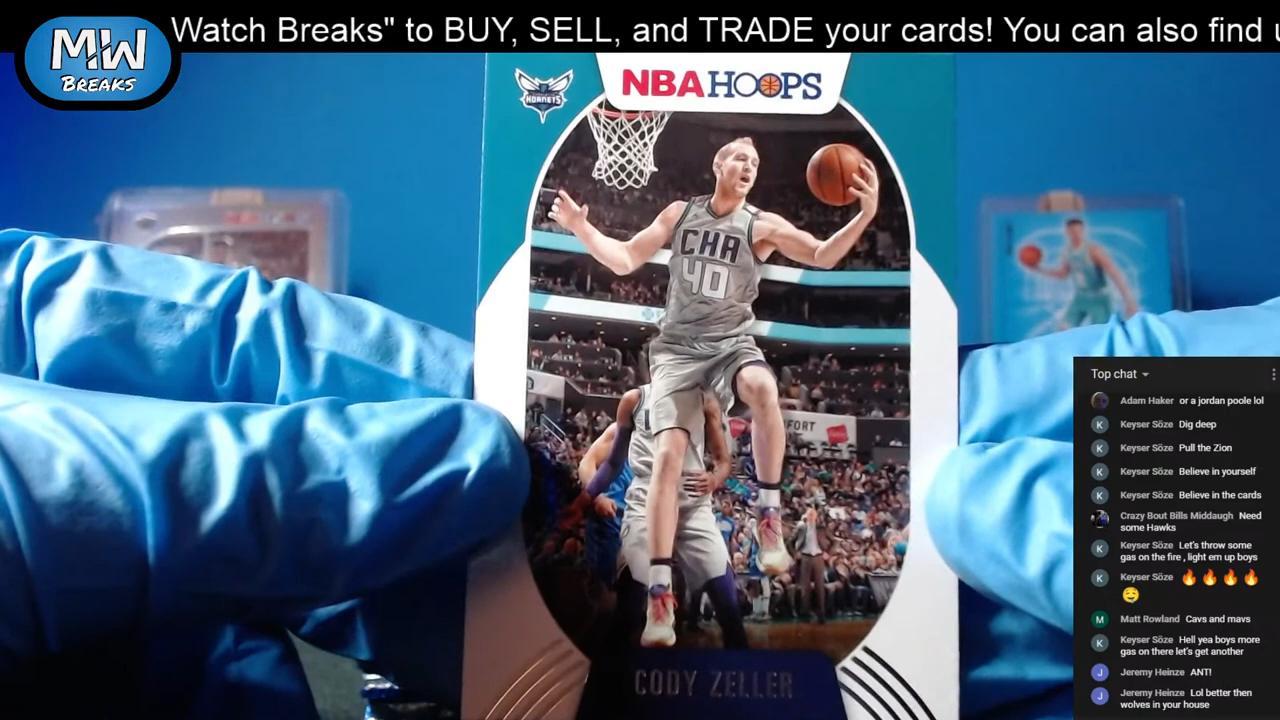 Watch Breaks" to BUY, SELL, and TRADE your cards! You can also find u
MW
BREAKS
HORNETS
NBA HOOPS
CHA
40
FORT
CODY ZELLER
Top chat
Adam Haker or a jordan poole lol
K Keyser Söze Dig deep
K Keyser Söze Pull the Zion
K Keyser Söze Believe in yourself
K Keyser Söze Believe in the cards
Crazy Bout Bills Middaugh Need
some Hawks
K Keyser Söze Let's throw some
gas on the fire , light em up boys
K Keyser Söze 🔥🔥🔥🔥
🤤
M Matt Rowland Cavs and mavs
K Keyser Söze Hell yea boys more
gas on there let's get another
J Jeremy Heinze ANT!
J Jeremy Heinze Lol better then
wolves in your house